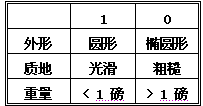 1 0
外形 圆形 椭圆形
质地 光滑 粗糙
重量 < 1 磅 > 1 磅